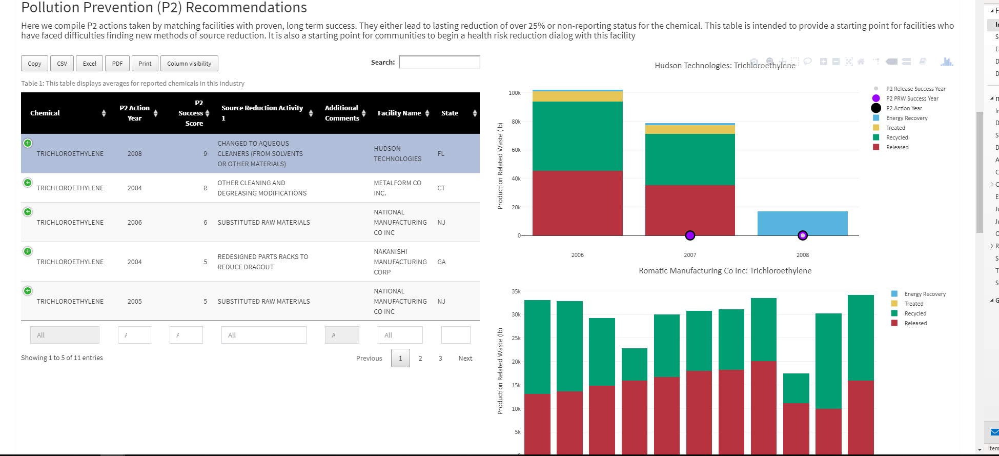 Pollution Prevention (P2) Recommendations
Here we compile P2 actions taken by matching facilities with proven, long term success. They either lead to lasting reduction of over 25% or non-reporting status for the chemical. This table is intended to provide a starting point for facilities who
have faced difficulties finding new methods of source reduction. It is also a starting point for communities to begin a health risk reduction dialog with this facility
Copy CSV Excel PDF Print Column visibility Search:
Table 1: This table displays averages for reported chemicals in this industry
Chemical
P2 Action
Year
P2
Success
Score
Source Reduction Activity
1
Additional
Comments
Facility Name
State
TRICHLOROETHYLENE
2008
9
CHANGED TO AQUEOUS
CLEANERS (FROM SOLVENTS
OR OTHER MATERIALS)
HUDSON
TECHNOLOGIES
FL
TRICHLOROETHYLENE
2004
8
OTHER CLEANING AND
DEGREASING MODIFICATIONS
METALFORM CO
INC.
CT
TRICHLOROETHYLENE
2006
6
SUBSTITUTED RAW MATERIALS
NATIONAL
MANUFACTURING
CO INC
NJ
TRICHLOROETHYLENE
2004
5
REDESIGNED PARTS RACKS TO
REDUCE DRAGOUT
NAKANISHI
MANUFACTURING
CORP
GA
TRICHLOROETHYLENE
2005
5
SUBSTITUTED RAW MATERIALS
NATIONAL
MANUFACTURING
CO INC
NJ
All All All
Showing 1 to 5 of 11 entries
Previous 1 2 3 Next
Hudson Technologies: Trichloroethylene
Production Related Waste (lb)
100k
80k
60k
40k
20k
0
2006 2007 2008
P2 Release Success Year
P2 PRW Success Year
P2 Action Year
Energy Recovery
Treated
Recycled
Released
Romatic Manufacturing Co Inc: Trichloroethylene
Production Related Waste (lb)
35k
30k
25k
20k
15k
10k
5k
Energy Recovery
Treated
Recycled
Released
Item